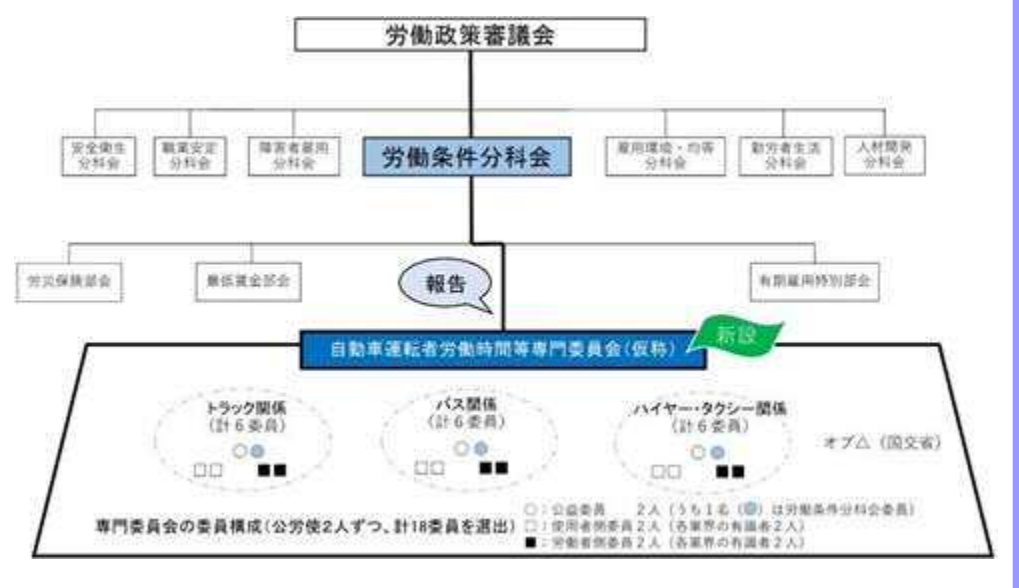 労働政策審議会
安全衛生
分科会
職業安定
分科会
障害者雇用
分科会
労働条件分科会
雇用環境・均等
分科会
勤労者生活
分科会
人材開発
分科会
労災保険部会
最低賃金部会
報告
有期雇用特別部会
新設
自動車運転者労働時間等専門委員会(仮称)
トラック関係
(計6委員)
バス関係
(計6委員)
ハイヤー・タクシー関係
(計6委員)
オブ△(国交省)
専門委員会の委員構成(公労使2人ずつ、計18委員を選出)
○:公益委員 2人(うち1名(●)は労働条件分科会委員)
□:使用者側委員2人(各業界の有識者2人)
■:労働者側委員2人(各業界の有識者2人)